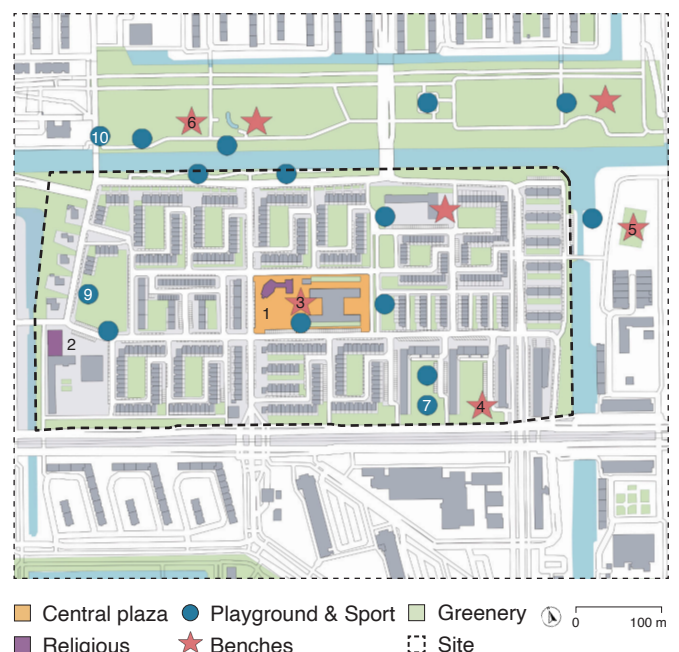 6
10
5
9
3
1
2
7
4
Central plaza
Playground & Sport
Greenery
0
100 m
Religious
Benches
Site